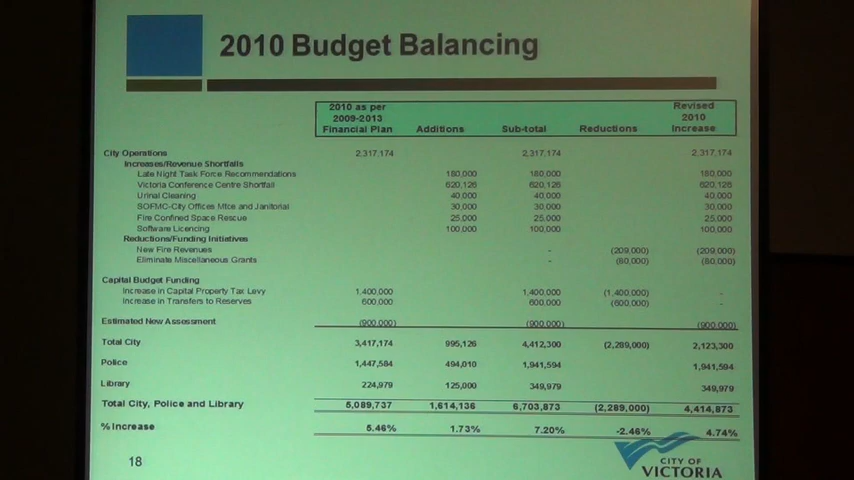 2010 Budget Balancing
2010 as per 2009-2013 Financial Plan Additions Sub-total Reductions Revised 2010 Increase
City Operations 2,317,174 2,317,174 2,317,174
Increases/Revenue Shortfalls
Late Night Task Force Recommendations 180,000 180,000 180,000
Victoria Conference Centre Shortfall 620,126 620,126 620,126
Urinal Cleaning 40,000 40,000 40,000
SOFMC-City Offices Mtce and Janitorial 30,000 30,000 30,000
Fire Confined Space Rescue 25,000 25,000 25,000
Software Licencing 100,000 100,000 100,000
Reductions/Funding Initiatives
New Fire Revenues - (209,000) (209,000)
Eliminate Miscellaneous Grants - (80,000) (80,000)
Capital Budget Funding
Increase in Capital Property Tax Levy 1,400,000 1,400,000 (1,400,000) -
Increase in Transfers to Reserves 600,000 600,000 (600,000) -
Estimated New Assessment (900,000) (900,000) (900,000)
Total City 3,417,174 995,126 4,412,300 (2,289,000) 2,123,300
Police 1,447,584 494,010 1,941,594 1,941,594
Library 224,979 125,000 349,979 349,979
Total City, Police and Library 5,089,737 1,614,136 6,703,873 (2,289,000) 4,414,873
% Increase 5.46% 1.73% 7.20% -2.46% 4.74%
18
CITY OF
VICTORIA